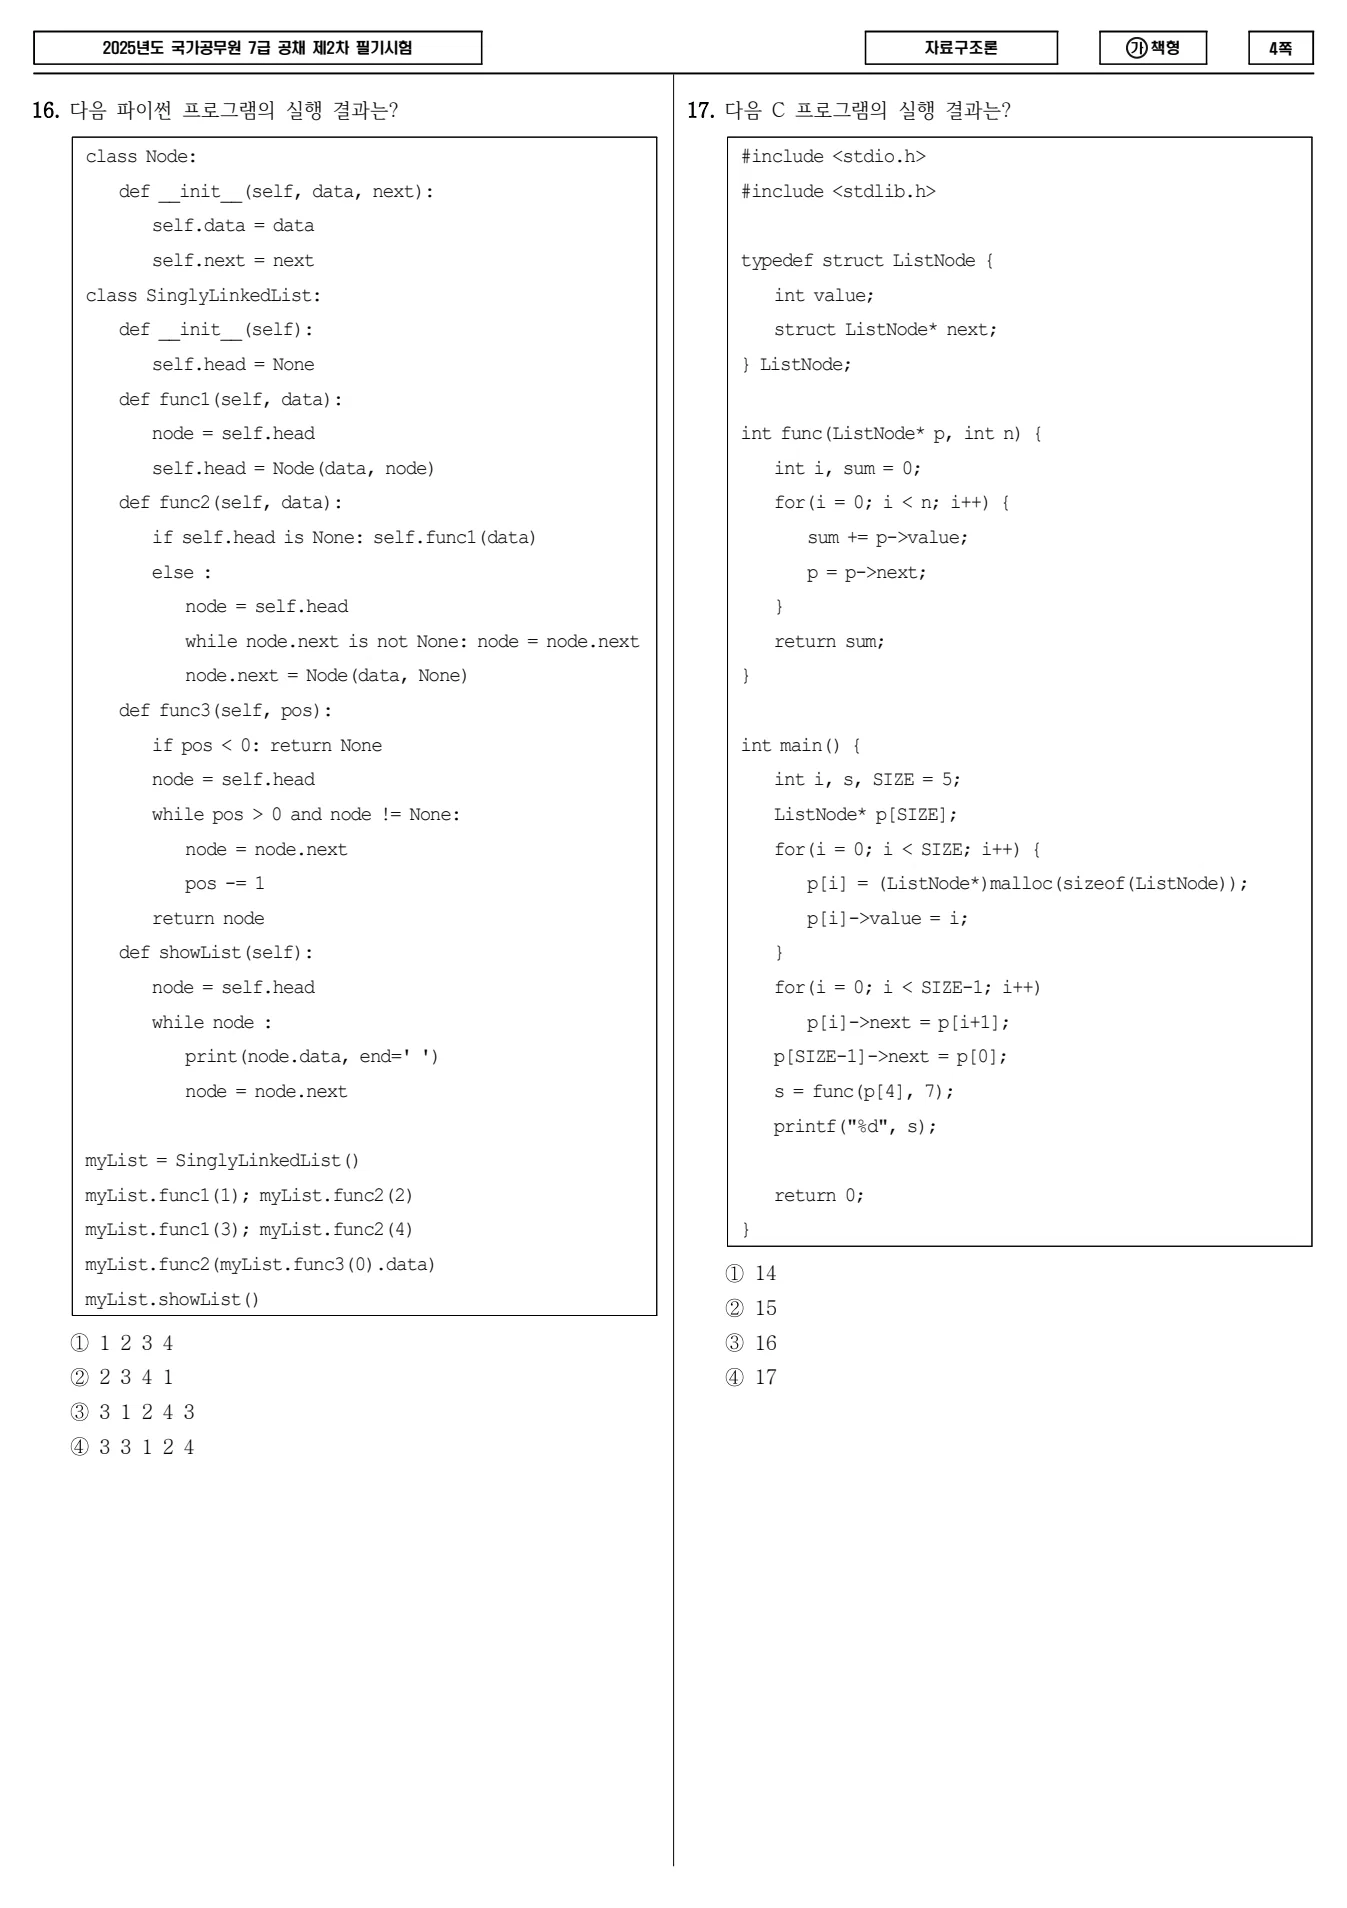 2025년도 국가공무원 7급 공채 제2차 필기시험
자료구조론
㉮책형
4쪽
16. 다음 파이썬 프로그램의 실행 결과는?
class Node:
def __init__(self, data, next):
self.data = data
self.next = next
class SinglyLinkedList:
def __init__(self):
self.head = None
def func1(self, data):
node = self.head
self.head = Node(data, node)
def func2(self, data):
if self.head is None: self.func1(data)
else :
node = self.head
while node.next is not None: node = node.next
node.next = Node(data, None)
def func3(self, pos):
if pos < 0: return None
node = self.head
while pos > 0 and node != None:
node = node.next
pos -= 1
return node
def showList(self):
node = self.head
while node :
print(node.data, end=' ')
node = node.next
myList = SinglyLinkedList()
myList.func1(1); myList.func2(2)
myList.func1(3); myList.func2(4)
myList.func2(myList.func3(0).data)
myList.showList()
① 1 2 3 4
② 2 3 4 1
③ 3 1 2 4 3
④ 3 3 1 2 4
17. 다음 C 프로그램의 실행 결과는?
#include <stdio.h>
#include <stdlib.h>
typedef struct ListNode {
int value;
struct ListNode* next;
} ListNode;
int func(ListNode* p, int n) {
int i, sum = 0;
for(i = 0; i < n; i++) {
sum += p->value;
p = p->next;
}
return sum;
}
int main() {
int i, s, SIZE = 5;
ListNode* p[SIZE];
for(i = 0; i < SIZE; i++) {
p[i] = (ListNode*)malloc(sizeof(ListNode));
p[i]->value = i;
}
for(i = 0; i < SIZE-1; i++)
p[i]->next = p[i+1];
p[SIZE-1]->next = p[0];
s = func(p[4], 7);
printf("%d", s);
return 0;
}
① 14
② 15
③ 16
④ 17